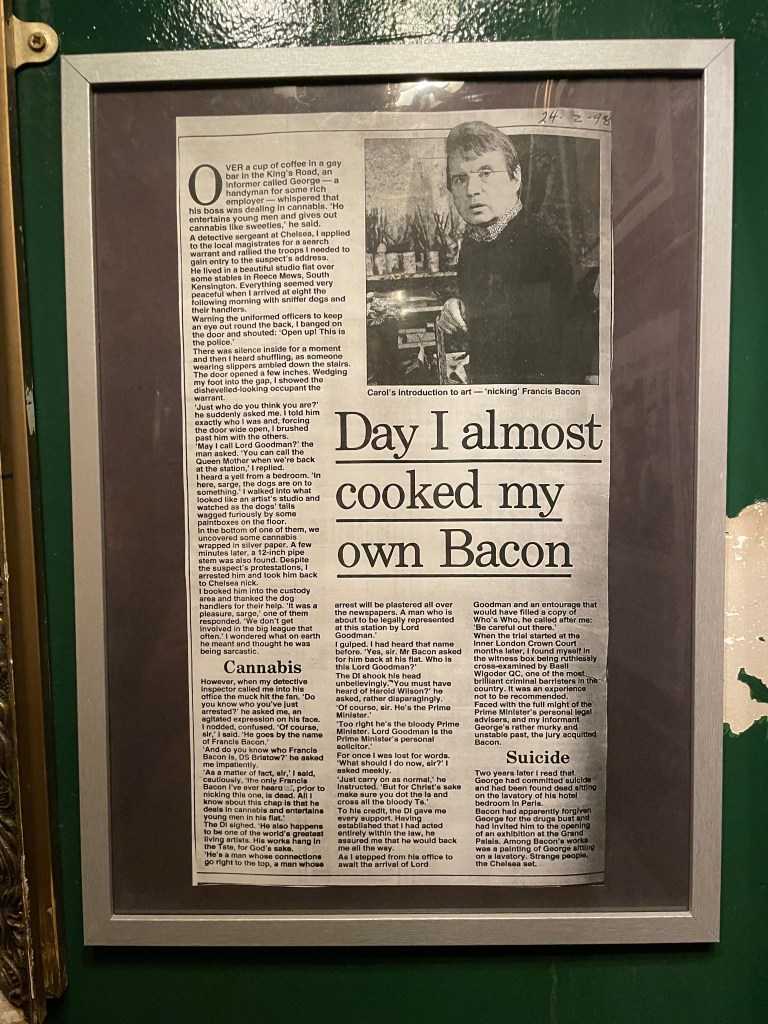 24-2-98
OVER a cup of coffee in a gay
bar in the King's Road, an
informer called George — a
handyman for some rich
employer — whispered that
his boss was dealing in cannabis. 'He
entertains young men and gives out
cannabis like sweeties,' he said.
A detective sergeant at Chelsea, I applied
to the local magistrates for a search
warrant and rallied the troops I needed to
gain entry to the suspect's address.
He lived in a beautiful studio flat over
some stables in Reece Mews, South
Kensington. Everything seemed very
peaceful when I arrived at eight the
following morning with sniffer dogs and
their handlers.
Warning the uniformed officers to keep
an eye out round the back, I banged on
the door and shouted: 'Open up! This is
the police.'
There was silence inside for a moment
and then I heard shuffling, as someone
wearing slippers ambled down the stairs.
The door opened a few inches. Wedging
my foot into the gap, I showed the
dishevelled-looking occupant the
warrant.
'Just who do you think you are?'
he suddenly asked me. I told him
exactly who I was and, forcing
the door wide open, I brushed
past him with the others.
'May I call Lord Goodman?' the
man asked. 'You can call the
Queen Mother when we're back
at the station,' I replied.
I heard a yell from a bedroom. 'In
here, sarge, the dogs are on to
something.' I walked into what
looked like an artist's studio and
watched as the dogs' tails
wagged furiously by some
paintboxes on the floor.
In the bottom of one of them, we
uncovered some cannabis
wrapped in silver paper. A few
minutes later, a 12-inch pipe
stem was also found. Despite
the suspect's protestations, I
arrested him and took him back
to Chelsea nick.
I booked him into the custody
area and thanked the dog
handlers for their help. 'It was a
pleasure, sarge,' one of them
responded. 'We don't get
involved in the big league that
often.' I wondered what on earth
he meant and thought he was
being sarcastic.
Cannabis
However, when my detective
inspector called me into his
office the muck hit the fan. 'Do
you know who you've just
arrested?' he asked me, an
agitated expression on his face.
I nodded, confused. 'Of course,
sir,' I said. 'He goes by the name
of Francis Bacon.'
'And do you know who Francis
Bacon is, DS Bristow?' he asked
me impatiently.
'As a matter of fact, sir,' I said,
cautiously, 'the only Francis
Bacon I've ever heard prior to
nicking this one, is dead. All I
know about this chap is that he
deals in cannabis and entertains
young men in his flat.'
The DI sighed. 'He also happens
to be one of the world's greatest
living artists. His works hang in
the Tate, for God's sake.
'He's a man whose connections
go right to the top, a man whose
Carol's introduction to art — 'nicking' Francis Bacon
Day I almost
cooked my
own Bacon
arrest will be plastered all over
the newspapers. A man who is
about to be legally represented
at this station by Lord
Goodman.'
I gulped. I had heard that name
before. 'Yes, sir. Mr Bacon asked
for him back at his flat. Who is
this Lord Goodman?'
The DI shook his head
unbelievingly. 'You must have
heard of Harold Wilson?' he
asked, rather disparagingly.
'Of course, sir. He's the Prime
Minister.'
'Too right he's the bloody Prime
Minister. Lord Goodman is the
Prime Minister's personal
solicitor.'
For once I was lost for words.
'What should I do now, sir?' I
asked meekly.
'Just carry on as normal,' he
instructed. 'But for Christ's sake
make sure you dot the Is and
cross all the bloody Ts.'
To his credit, the DI gave me
every support. Having
established that I had acted
entirely within the law, he
assured me that he would back
me all the way.
As I stepped from his office to
await the arrival of Lord
Goodman and an entourage that
would have filled a copy of
Who's Who, he called after me:
'Be careful out there.'
When the trial started at the
Inner London Crown Court
months later, I found myself in
the witness box being ruthlessly
cross-examined by Basil
Wigoder QC, one of the most
brilliant criminal barristers in the
country. It was an experience
not to be recommended.
Faced with the full might of the
Prime Minister's personal legal
advisers, and my informant
George's rather murky and
unstable past, the jury acquitted
Bacon.
Suicide
Two years later I read that
George had committed suicide
and had been found dead sitting
on the lavatory of his hotel
bedroom in Paris.
Bacon had apparently forgiven
George for the drugs bust and
had invited him to the opening
of an exhibition at the Grand
Palais. Among Bacon's works
was a painting of George sitting
on a lavatory. Strange people,
the Chelsea set.